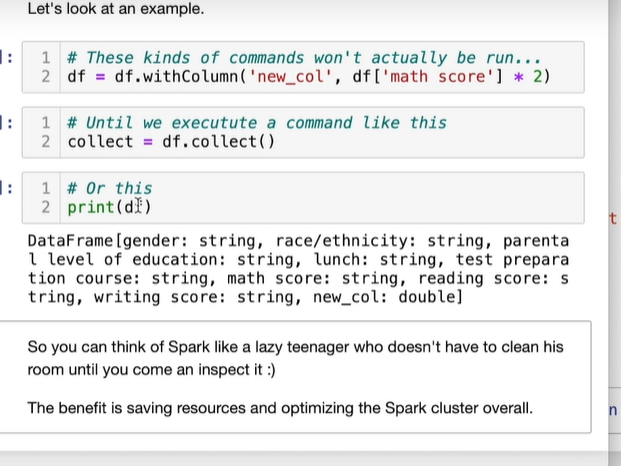 Let's look at an example.
]:
1 # These kinds of commands won't actually be run...
2 df = df.withColumn('new_col', df['math score'] * 2)
]:
1 # Until we executute a command like this
2 collect = df.collect()
]:
1 # Or this
2 print(df)
t
DataFrame[gender: string, race/ethnicity: string, parenta
l level of education: string, lunch: string, test prepara
tion course: string, math score: string, reading score: s
tring, writing score: string, new_col: double]
So you can think of Spark like a lazy teenager who doesn't have to clean his
room until you come an inspect it :)
The benefit is saving resources and optimizing the Spark cluster overall.
n